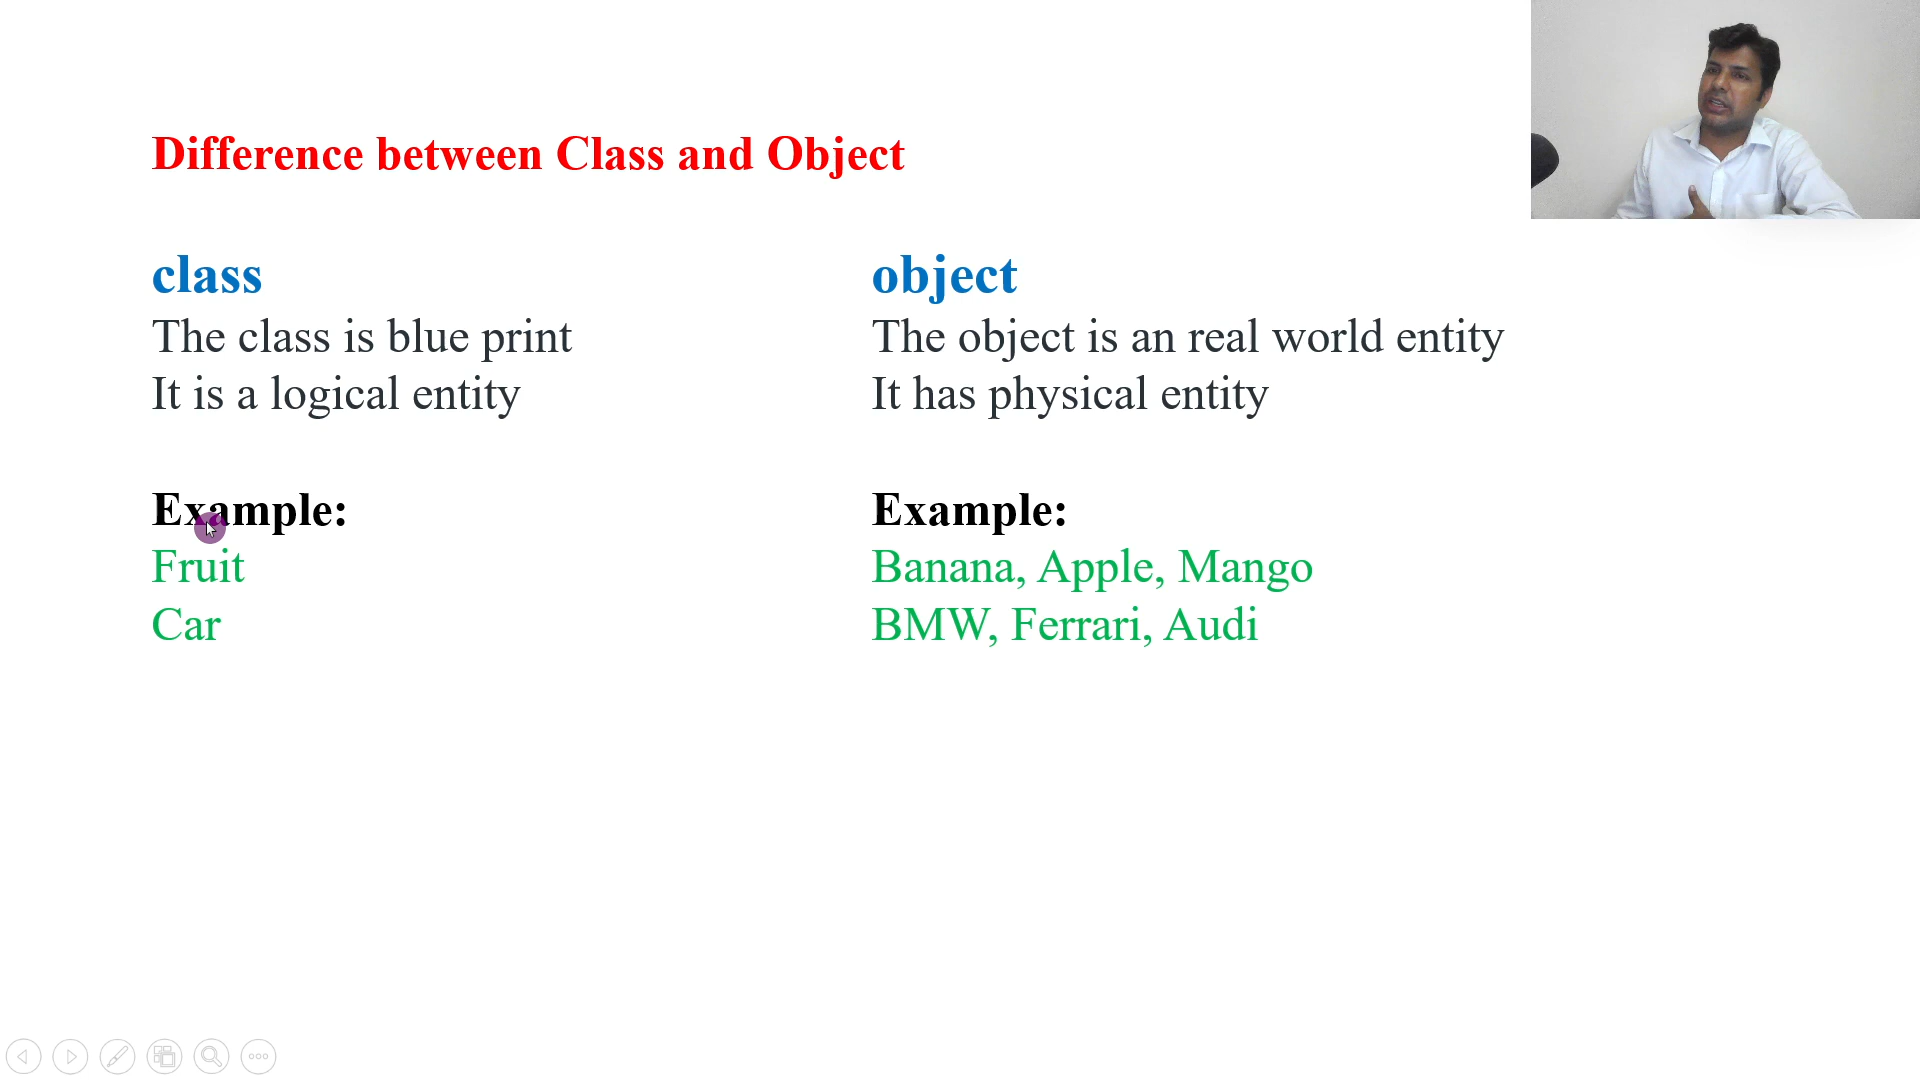 Difference between Class and Object
class
The class is blue print
It is a logical entity
Example:
Fruit
Car
object
The object is an real world entity
It has physical entity
Example:
Banana, Apple, Mango
BMW, Ferrari, Audi